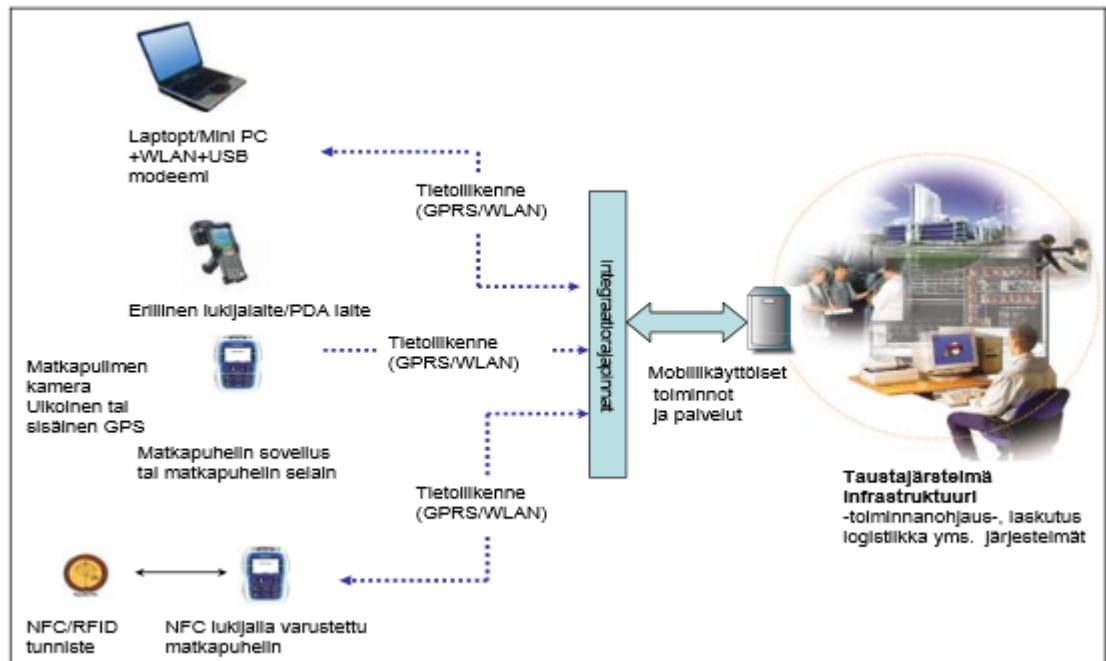 Laptopt/Mini PC
+WLAN+USB
modeemi
Tietoliikenne
(GPRS/WLAN)
Erillinen lukijalaite/PDA laite
Matkapulimen
kamera
Ulkoinen tai
sisäinen GPS
Tietoliikenne
(GPRS/WLAN)
Matkapuhelin sovellus
tai matkapuhelin selain
Tietoliikenne
(GPRS/WLAN)
NFC/RFID
tunniste
NFC lukijalla varustettu
matkapuhelin
Integraatiorajapinnat
Mobiilikäyttöiset
toiminnot
ja palvelut
Taustajärstelmä
infrastruktuuri
-toiminnanohjaus-, laskutus
logistiikka yms. järjestelmät